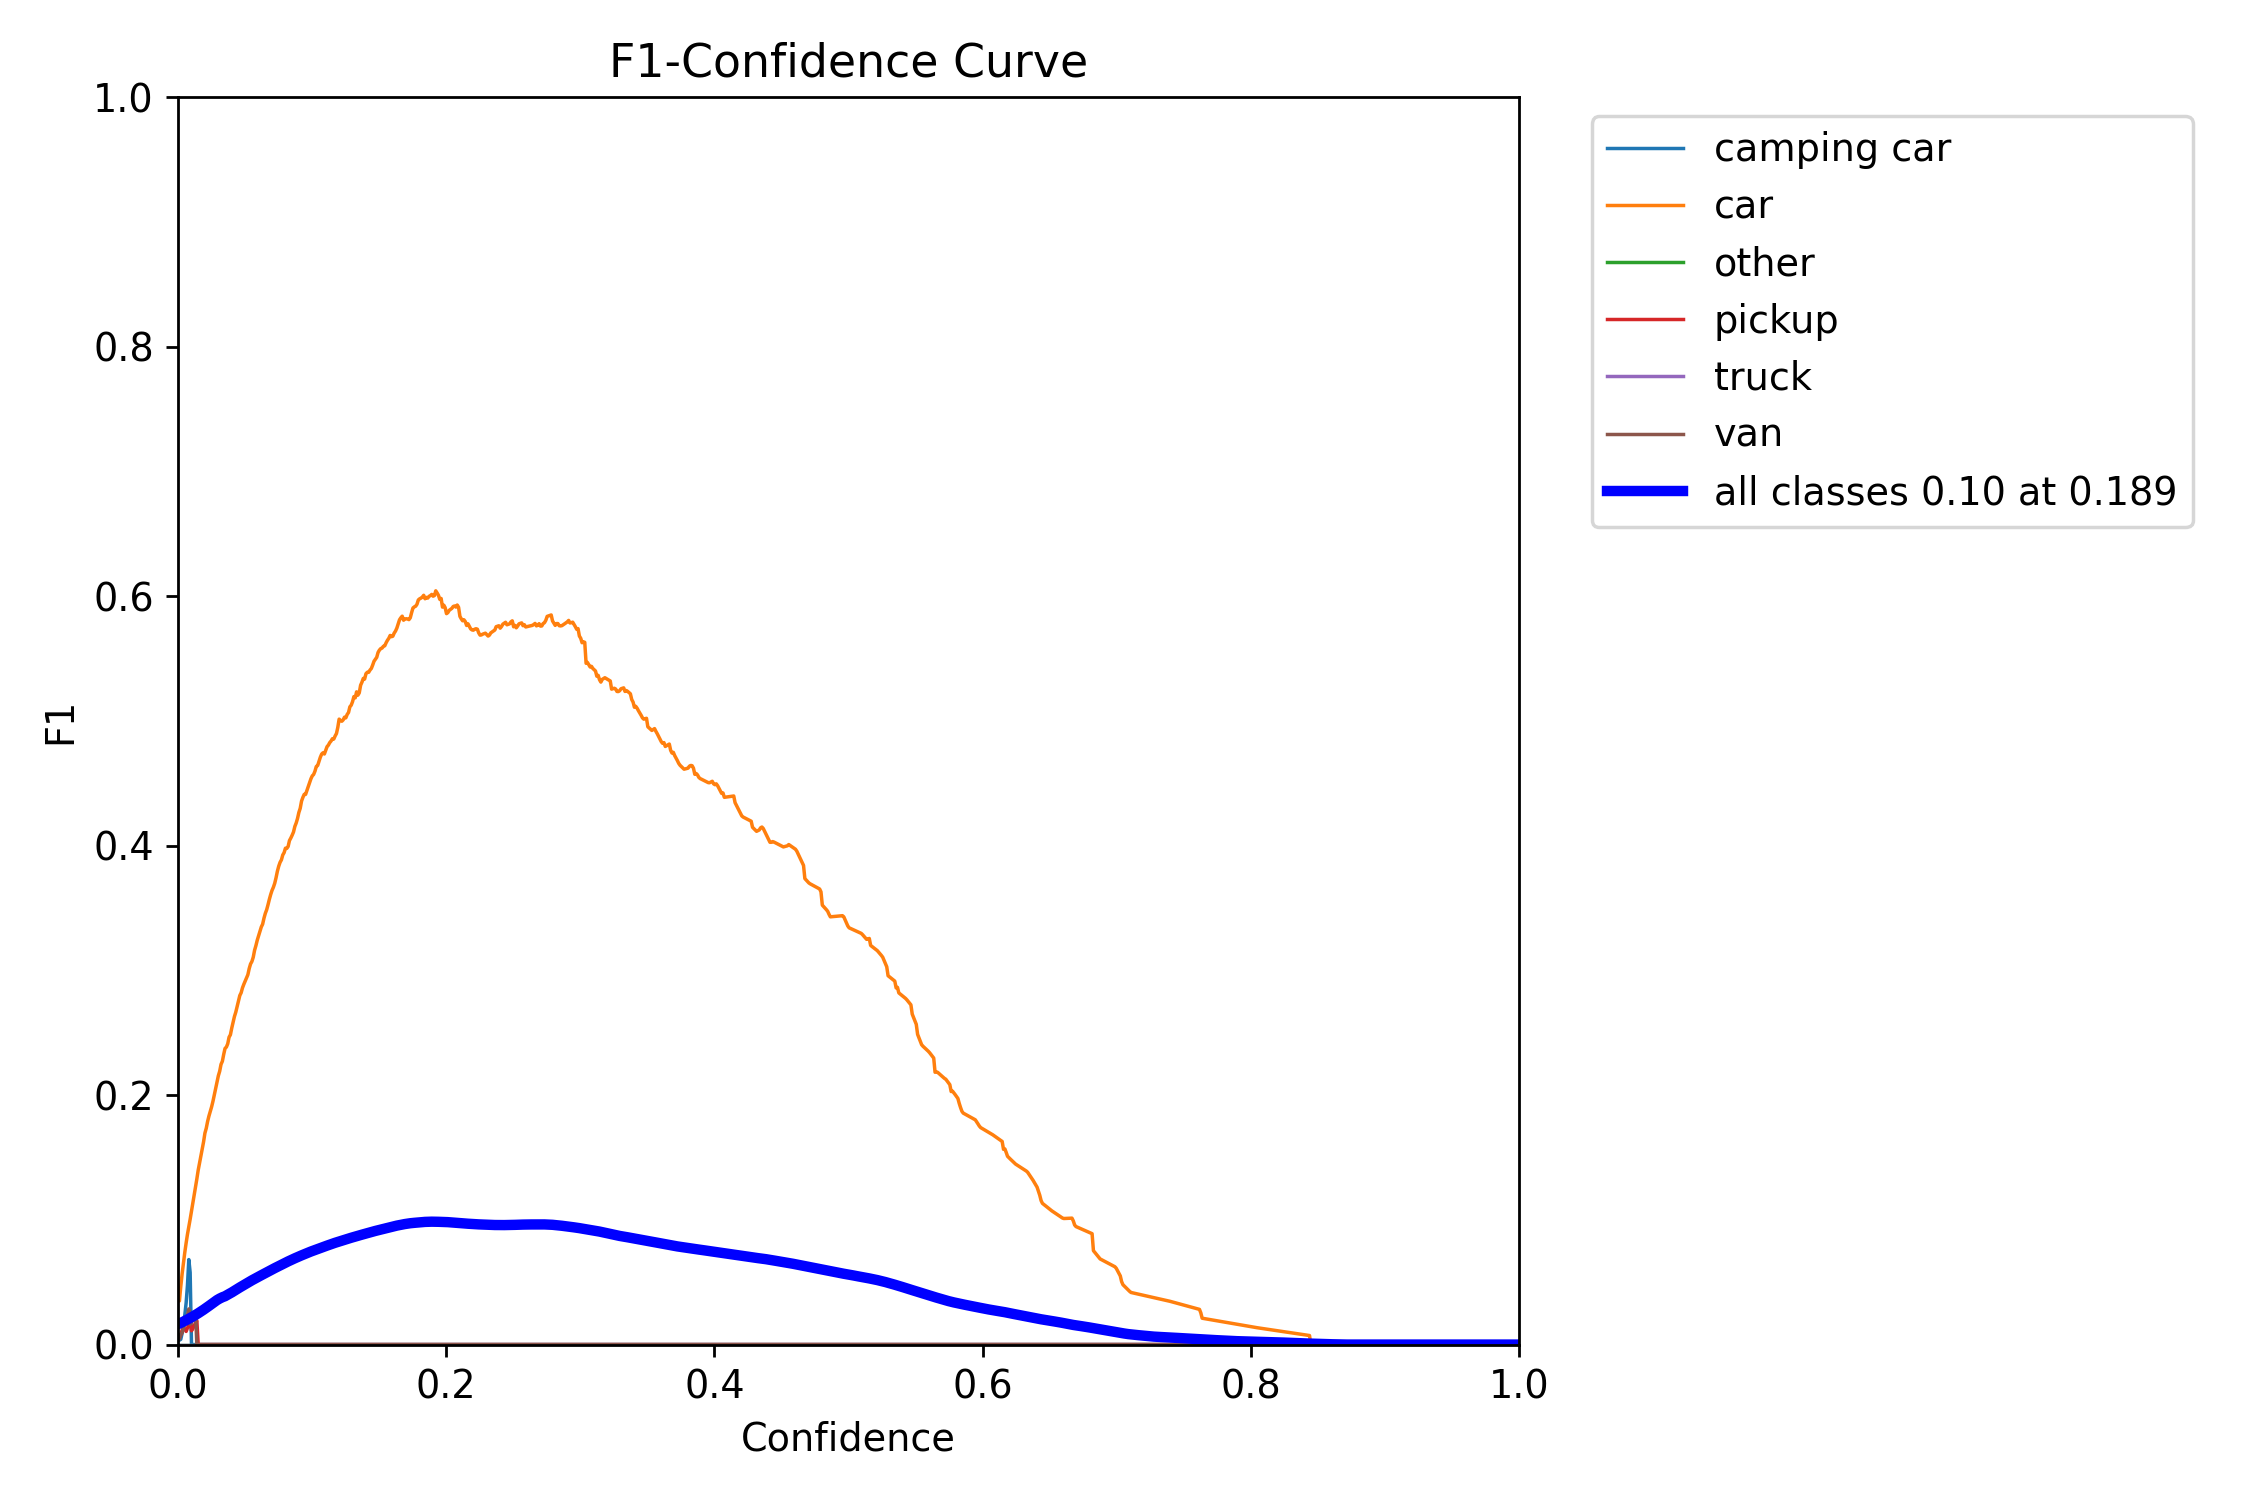 F1-Confidence Curve
1.0
0.8
0.6
0.4
0.2
0.0
F1
0.0 0.2 0.4 0.6 0.8 1.0
Confidence
camping car
car
other
pickup
truck
van
all classes 0.10 at 0.189